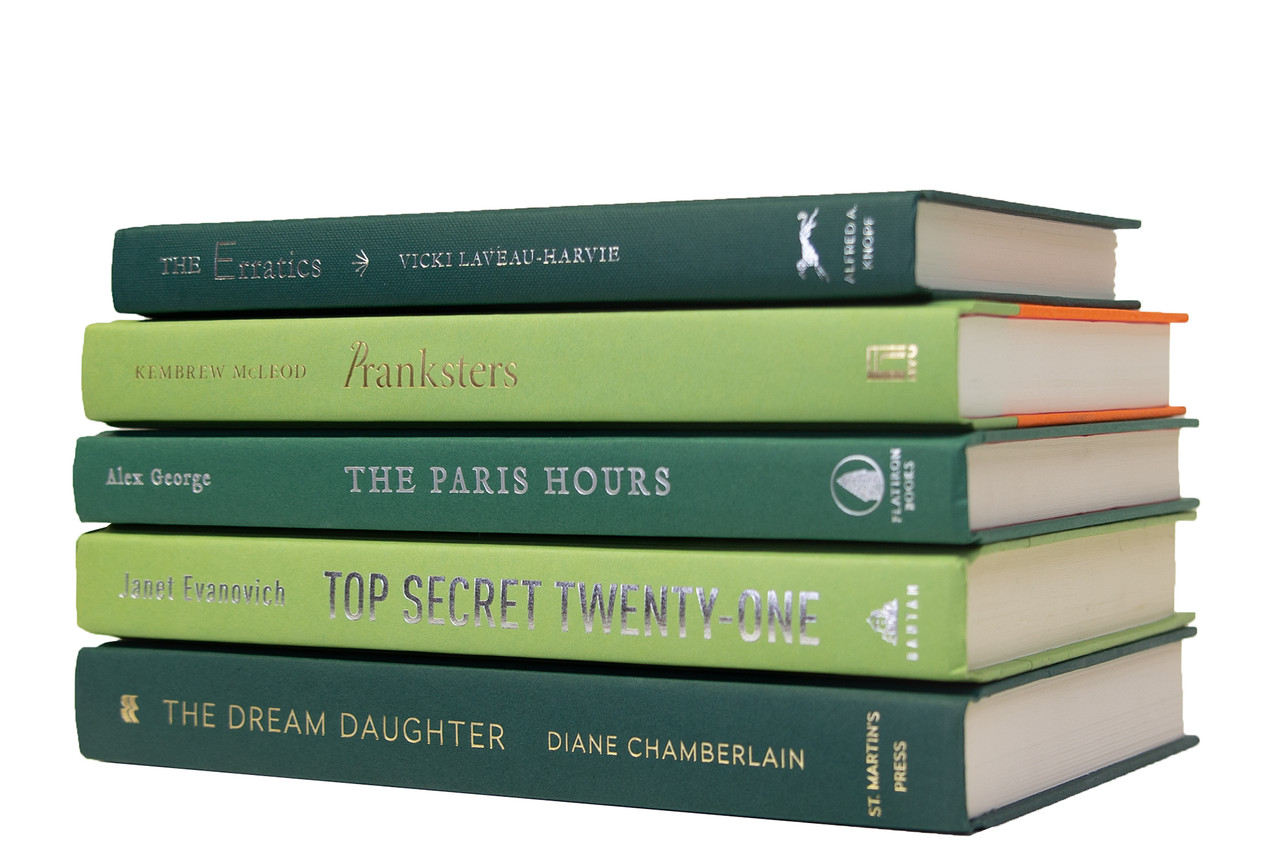 THE Erratics VICKI LAVEAU-HARVIE ALFRED A. KNOPF
KEMBREW McLEOD Pranksters
Alex George THE PARIS HOURS FLATIRON BOOKS
Janet Evanovich TOP SECRET TWENTY-ONE BANTAM
THE DREAM DAUGHTER DIANE CHAMBERLAIN ST. MARTIN'S PRESS